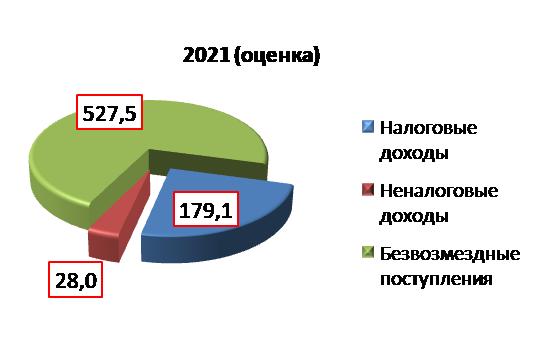 2021 (оценка)
527,5
179,1
28,0
Налоговые
доходы
Неналоговые
доходы
Безвозмездные
поступления